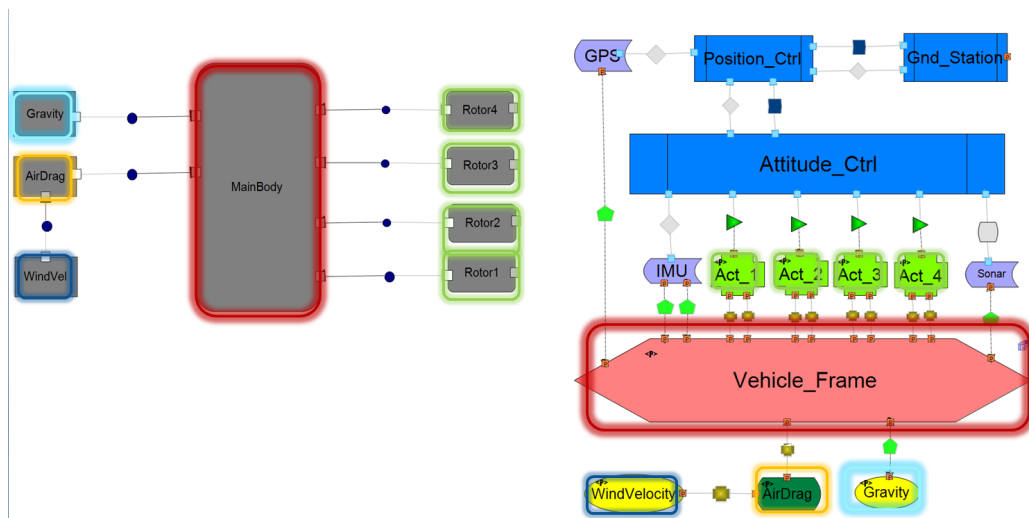 Gravity
AirDrag
WindVel
MainBody
Rotor4
Rotor3
Rotor2
Rotor1
GPS
Position_Ctrl
Gnd_Station
Attitude_Ctrl
IMU
<P>
Act_1
<P>
Act_2
<P>
Act_3
<P>
Act_4
Sonar
<P>
Vehicle_Frame
<P>
WindVelocity
<P>
AirDrag
<P>
Gravity